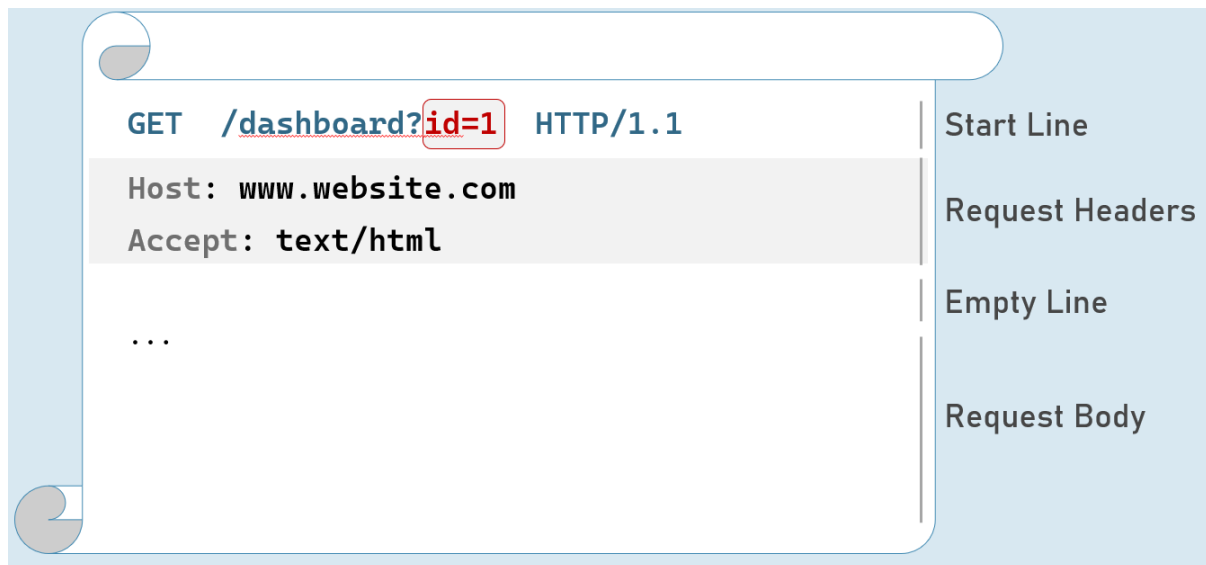 GET /dashboard?id=1 HTTP/1.1
Start Line
Host: www.website.com
Accept: text/html
Request Headers
Empty Line
...
Request Body